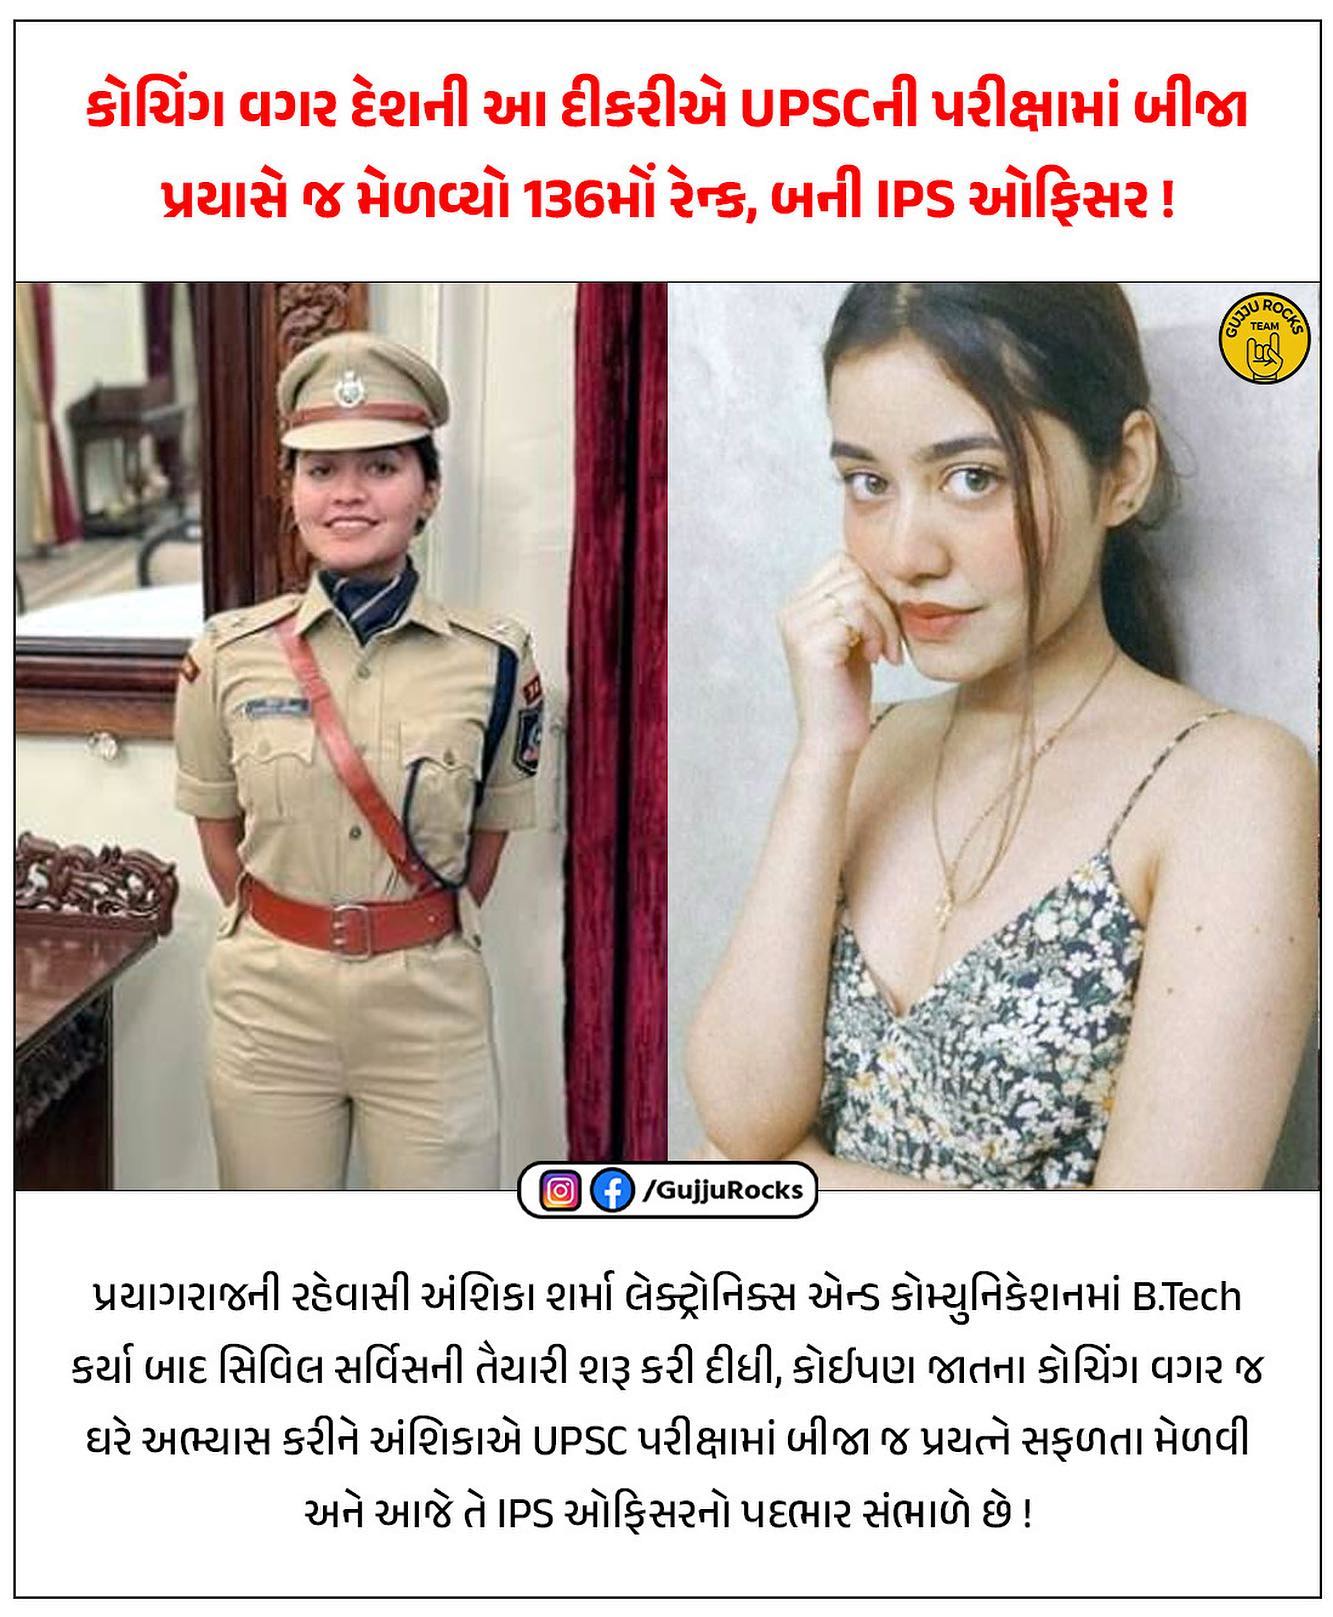 કોચિંગ વગર દેશની આ દીકરીએ UPSCની પરીક્ષામાં બીજા
પ્રયાસે જ મેળવ્યો 136મોં રેન્ક, બની IPS ઓફિસર !
GUJJU ROCKS
TEAM
/GujjuRocks
પ્રયાગરાજની રહેવાસી અંશિકા શર્મા લેક્ટ્રોનિક્સ એન્ડ કોમ્યુનિકેશનમાં B.Tech
કર્યા બાદ સિવિલ સર્વિસની તૈયારી શરૂ કરી દીધી, કોઈપણ જાતના કોચિંગ વગર જ
ઘરે અભ્યાસ કરીને અંશિકાએ UPSC પરીક્ષામાં બીજા જ પ્રયત્ને સફળતા મેળવી
અને આજે તે IPS ઓફિસરનો પદભાર સંભાળે છે !